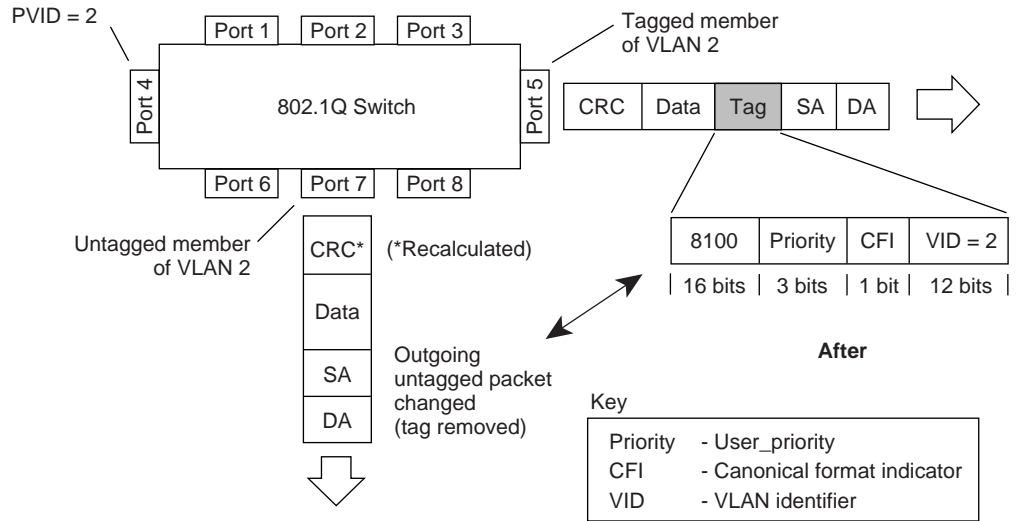 PVID = 2
Port 1
Port 2
Port 3
Tagged member
of VLAN 2
Port 4
802.1Q Switch
Port 5
CRC
Data
Tag
SA
DA
Port 6
Port 7
Port 8
Untagged member
of VLAN 2
CRC*
(*Recalculated)
8100
Priority
CFI
VID = 2
16 bits
3 bits
1 bit
12 bits
Data
After
SA
Outgoing
untagged packet
changed
(tag removed)
DA
Key
Priority - User_priority
CFI - Canonical format indicator
VID - VLAN identifier